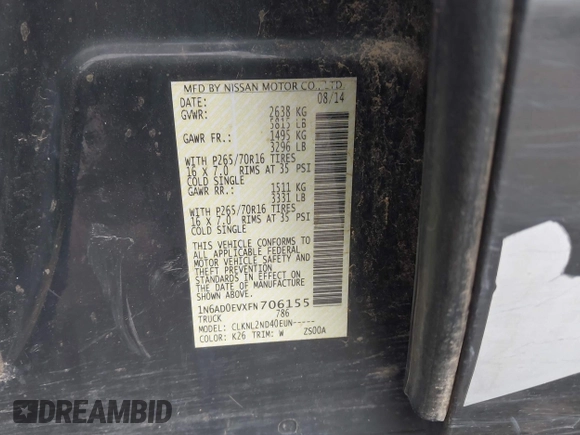 MFD BY NISSAN MOTOR CO.,LTD.
DATE: 08/14
GVWR: 2638 KG
5815 LB
GAWR FR.: 1495 KG
3296 LB
WITH P265/70R16 TIRES
16 X 7.0 RIMS AT 35 PSI
COLD SINGLE
GAWR RR.: 1511 KG
3331 LB
WITH P265/70R16 TIRES
16 X 7.0 RIMS AT 35 PSI
COLD SINGLE
THIS VEHICLE CONFORMS TO
ALL APPLICABLE FEDERAL
MOTOR VEHICLE SAFETY AND
THEFT PREVENTION
STANDARDS IN EFFECT ON
THE DATE OF MANUFACTURE
SHOWN ABOVE.
1N6AD0EVXFN706155
TRUCK 786
MODEL: CLKNL2ND40EUN-----
COLOR: K26 TRIM: W ZS00A
DREAMBID